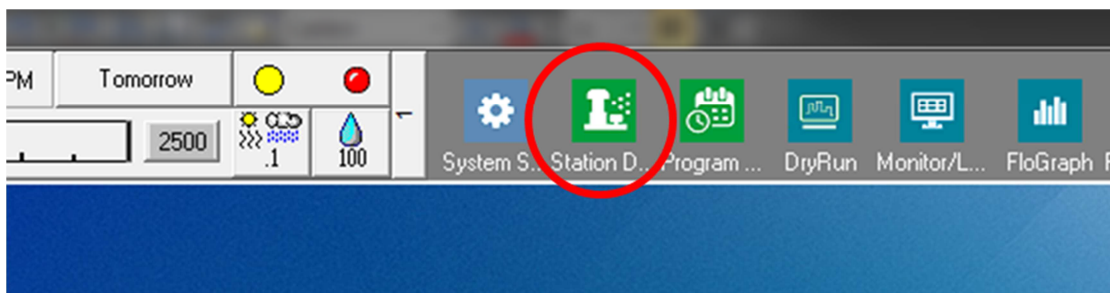 PM Tomorrow
2500 .1 100
System S... Station D... Program ... DryRun Monitor/L... FloGraph